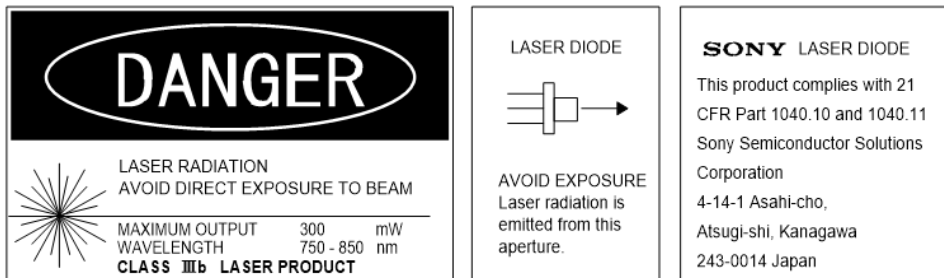 DANGER
LASER RADIATION
AVOID DIRECT EXPOSURE TO BEAM
MAXIMUM OUTPUT 300 mW
WAVELENGTH 750 - 850 nm
CLASS Ⅲb LASER PRODUCT
LASER DIODE
AVOID EXPOSURE
Laser radiation is
emitted from this
aperture.
SONY LASER DIODE
This product complies with 21
CFR Part 1040.10 and 1040.11
Sony Semiconductor Solutions
Corporation
4-14-1 Asahi-cho,
Atsugi-shi, Kanagawa
243-0014 Japan